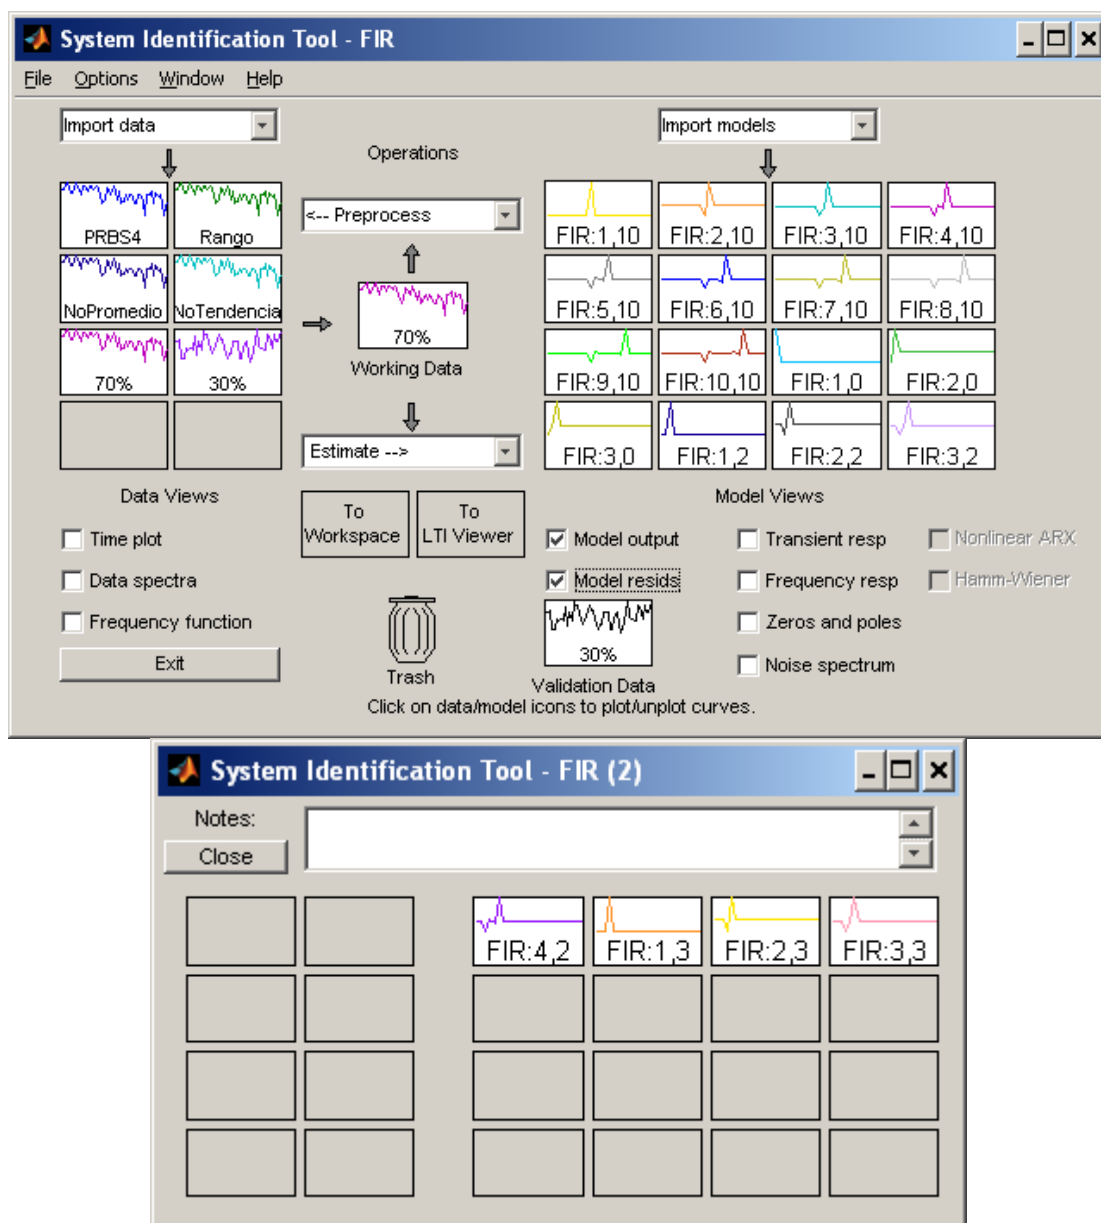 System Identification Tool - FIR
File Options Window Help
Import data
Import models
Operations
PRBS4 Rango
<-- Preprocess
FIR:1,10 FIR:2,10 FIR:3,10 FIR:4,10
NoPromedio NoTendencia
FIR:5,10 FIR:6,10 FIR:7,10 FIR:8,10
70% 30%
70%
Working Data
FIR:9,10 FIR:10,10 FIR:1,0 FIR:2,0
Estimate -->
FIR:3,0 FIR:1,2 FIR:2,2 FIR:3,2
Data Views
To Workspace
To LTI Viewer
Model Views
Time plot
Model output
Transient resp
Nonlinear ARX
Data spectra
Model resids
Frequency resp
Hamm-Wiener
Frequency function
Zeros and poles
Exit
Trash
30%
Validation Data
Noise spectrum
Click on data/model icons to plot/unplot curves.
System Identification Tool - FIR (2)
Notes:
Close
FIR:4,2 FIR:1,3 FIR:2,3 FIR:3,3